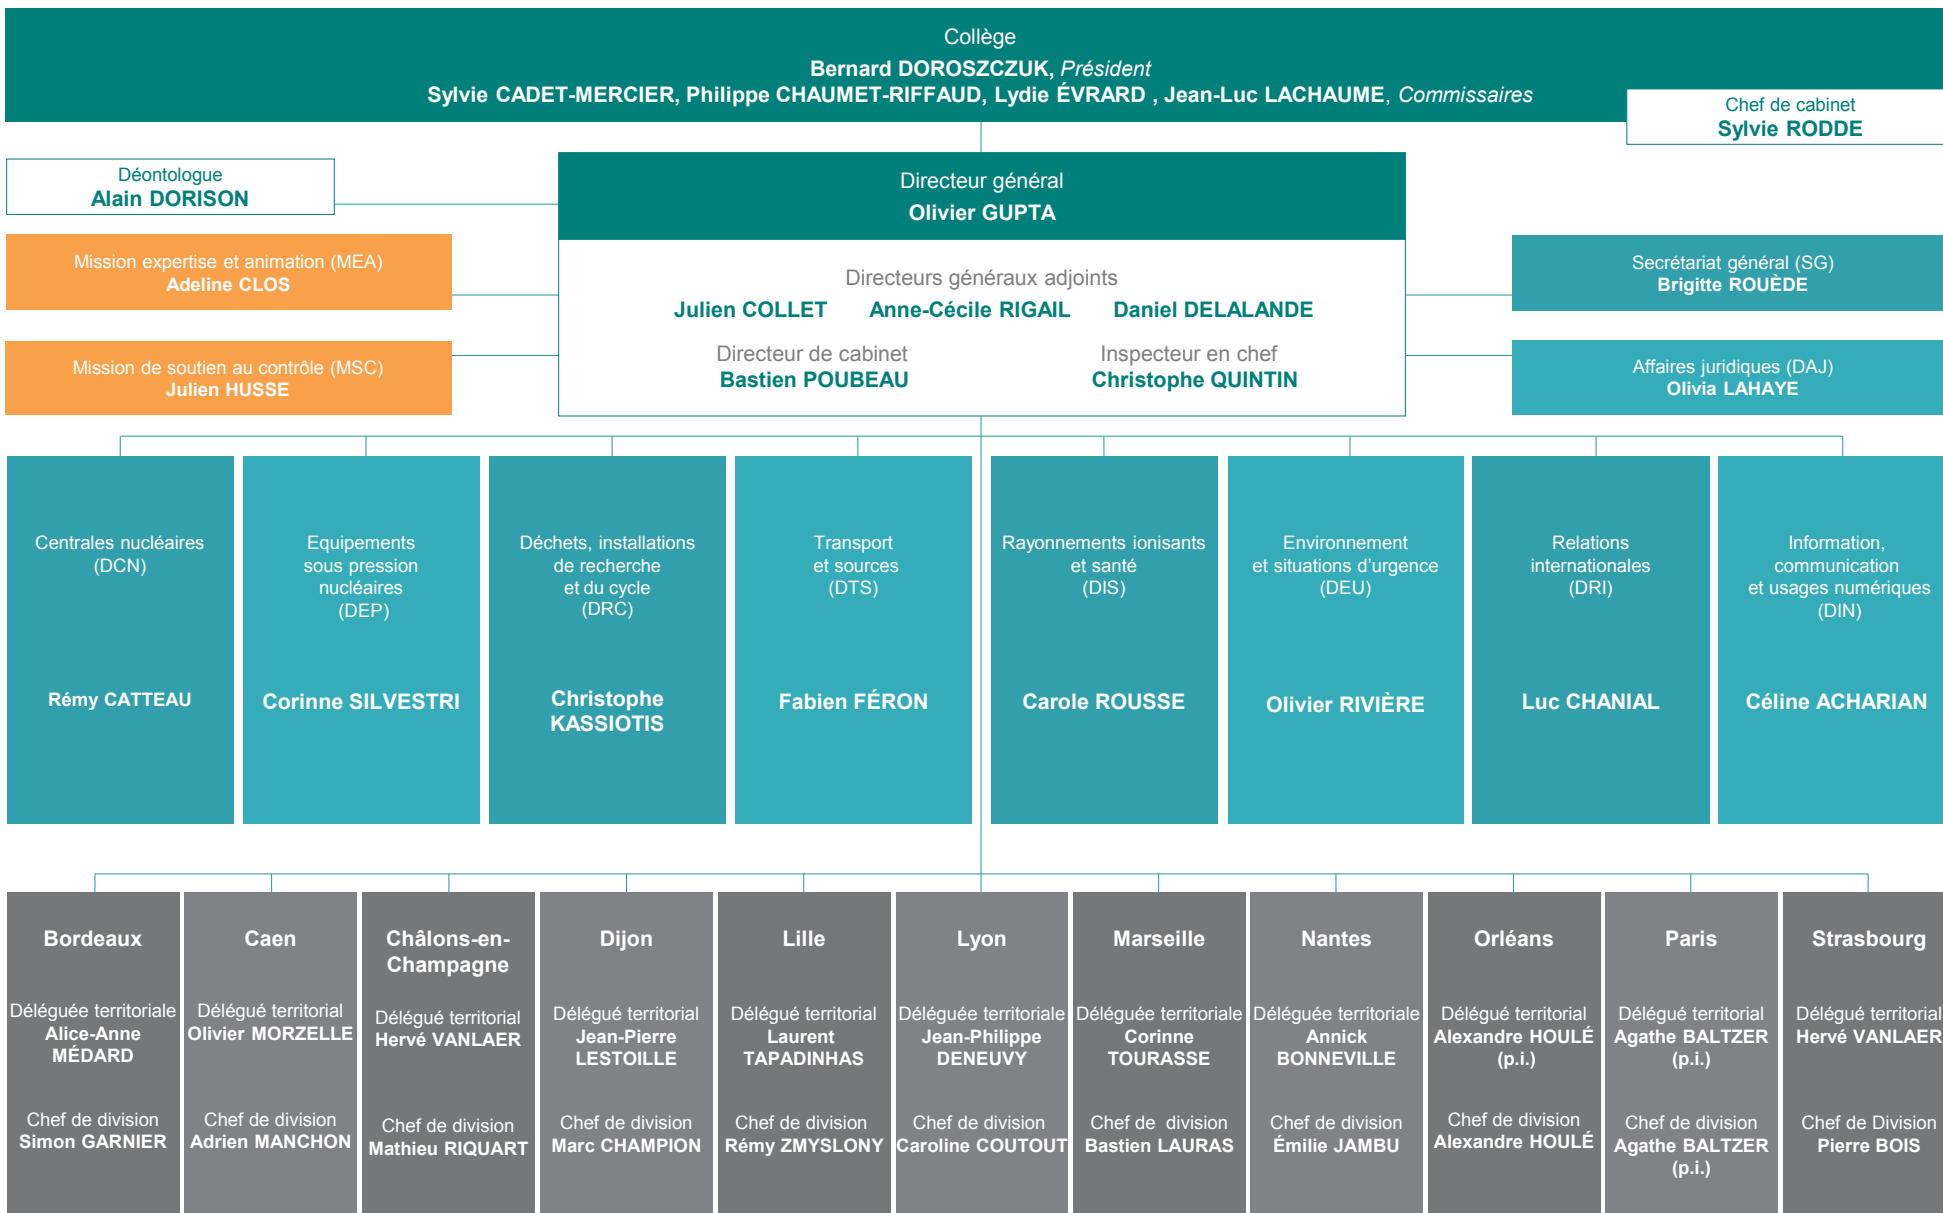 Collège
Bernard DOROSZCZUK, Président
Sylvie CADET-MERCIER, Philippe CHAUMET-RIFFAUD, Lydie ÉVRARD , Jean-Luc LACHAUME, Commissaires
Chef de cabinet
Sylvie RODDE
Déontologue
Alain DORISON
Directeur général
Olivier GUPTA
Mission expertise et animation (MEA)
Adeline CLOS
Directeurs généraux adjoints
Julien COLLET Anne-Cécile RIGAIL Daniel DELALANDE
Secrétariat général (SG)
Brigitte ROUÈDE
Mission de soutien au contrôle (MSC)
Julien HUSSE
Directeur de cabinet
Bastien POUBEAU
Inspecteur en chef
Christophe QUINTIN
Affaires juridiques (DAJ)
Olivia LAHAYE
Centrales nucléaires
(DCN)
Rémy CATTEAU
Equipements
sous pression
nucléaires
(DEP)
Corinne SILVESTRI
Déchets, installations
de recherche
et du cycle
(DRC)
Christophe
KASSIOTIS
Transport
et sources
(DTS)
Fabien FÉRON
Rayonnements ionisants
et santé
(DIS)
Carole ROUSSE
Environnement
et situations d'urgence
(DEU)
Olivier RIVIÈRE
Relations
internationales
(DRI)
Luc CHANIAL
Information,
communication
et usages numériques
(DIN)
Céline ACHARIAN
Bordeaux
Déléguée territoriale
Alice-Anne
MÉDARD
Chef de division
Simon GARNIER
Caen
Délégué territorial
Olivier MORZELLE
Chef de division
Adrien MANCHON
Châlons-en-
Champagne
Délégué territorial
Hervé VANLAER
Chef de division
Mathieu RIQUART
Dijon
Délégué territorial
Jean-Pierre
LESTOILLE
Chef de division
Marc CHAMPION
Lille
Délégué territorial
Laurent
TAPADINHAS
Chef de division
Rémy ZMYSLONY
Lyon
Déléguée territoriale
Jean-Philippe
DENEUVY
Chef de division
Caroline COUTOUT
Marseille
Déléguée territoriale
Corinne
TOURASSE
Chef de  division
Bastien LAURAS
Nantes
Déléguée territoriale
Annick
BONNEVILLE
Chef de division
Émilie JAMBU
Orléans
Délégué territorial
Alexandre HOULÉ
(p.i.)
Chef de division
Alexandre HOULÉ
Paris
Délégué territorial
Agathe BALTZER
(p.i.)
Chef de division
Agathe BALTZER
(p.i.)
Strasbourg
Délégué territorial
Hervé VANLAER
Chef de Division
Pierre BOIS